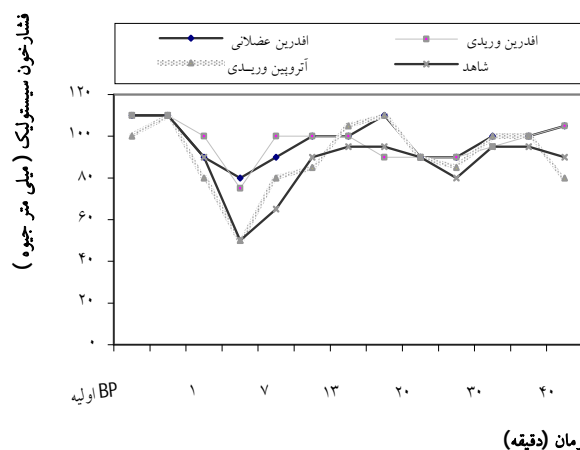 افدرین عضلانی
افدرین وریدی
آتروپین وریدی
شاهد
فشارخون سیستولیک ( میلی متر جیوه )
۱۲۰
۱۰۰
۸۰
۶۰
۴۰
۲۰
۰
BP اولیه
۱
۷
۱۳
۲۰
۳۰
۴۰
زمان (دقیقه)